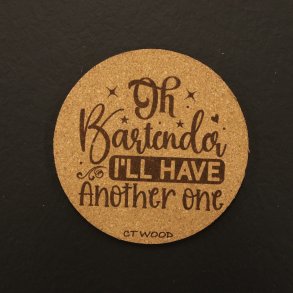 Oh
Bartender
I'LL HAVE
Another one
CT WOOD